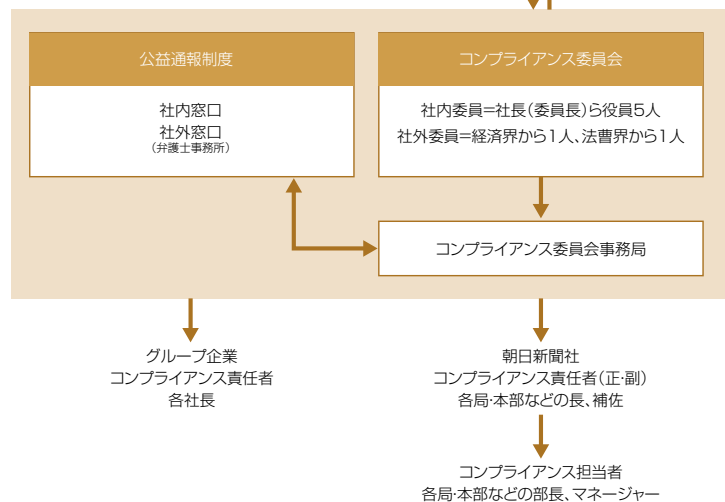 公益通報制度
社内窓口
社外窓口
(弁護士事務所)
コンプライアンス委員会
社内委員=社長(委員長)ら役員5人
社外委員=経済界から1人、法曹界から1人
コンプライアンス委員会事務局
グループ企業
コンプライアンス責任者
各社長
朝日新聞社
コンプライアンス責任者(正・副)
各局・本部などの長、補佐
コンプライアンス担当者
各局・本部などの部長、マネージャー